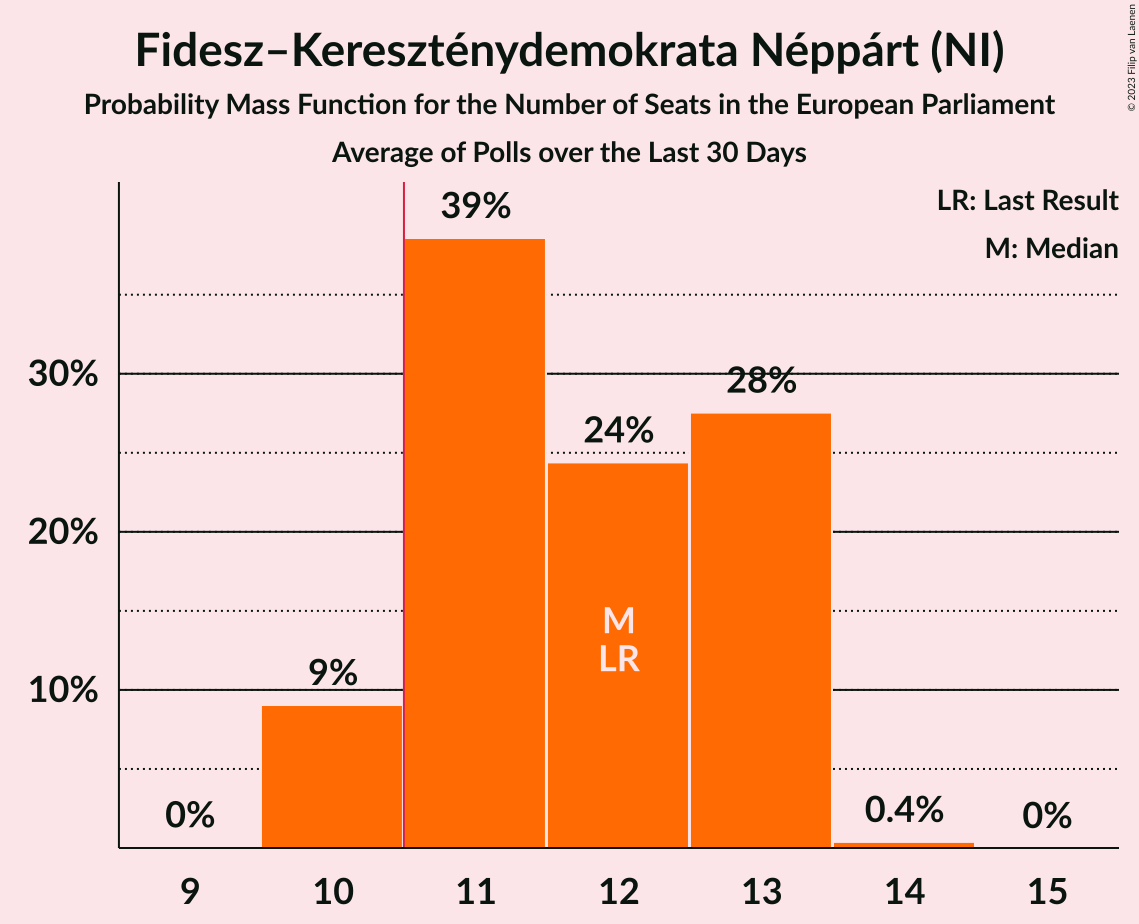 Fidesz–Kereszténydemokrata Néppárt (NI)
Probability Mass Function for the Number of Seats in the European Parliament
Average of Polls over the Last 30 Days
© 2023 Filip van Laenen
LR: Last Result
M: Median
39%
30%
28%
24%
20%
M
LR
10%
9%
0%
0.4%
0%
9 10 11 12 13 14 15